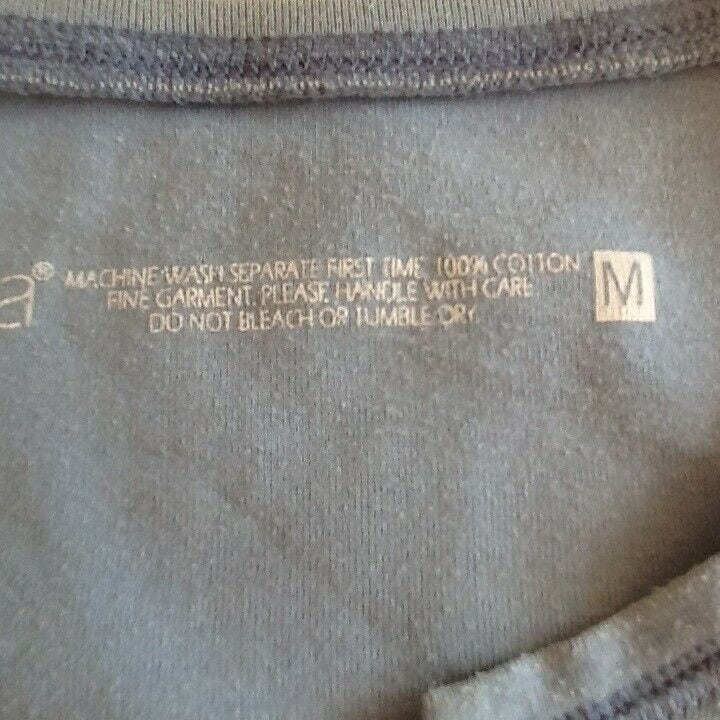 a® MACHINE WASH SEPARATE FIRST TIME, 100% COTTON M
FINE GARMENT. PLEASE HANDLE WITH CARE
DO NOT BLEACH OR TUMBLE DRY